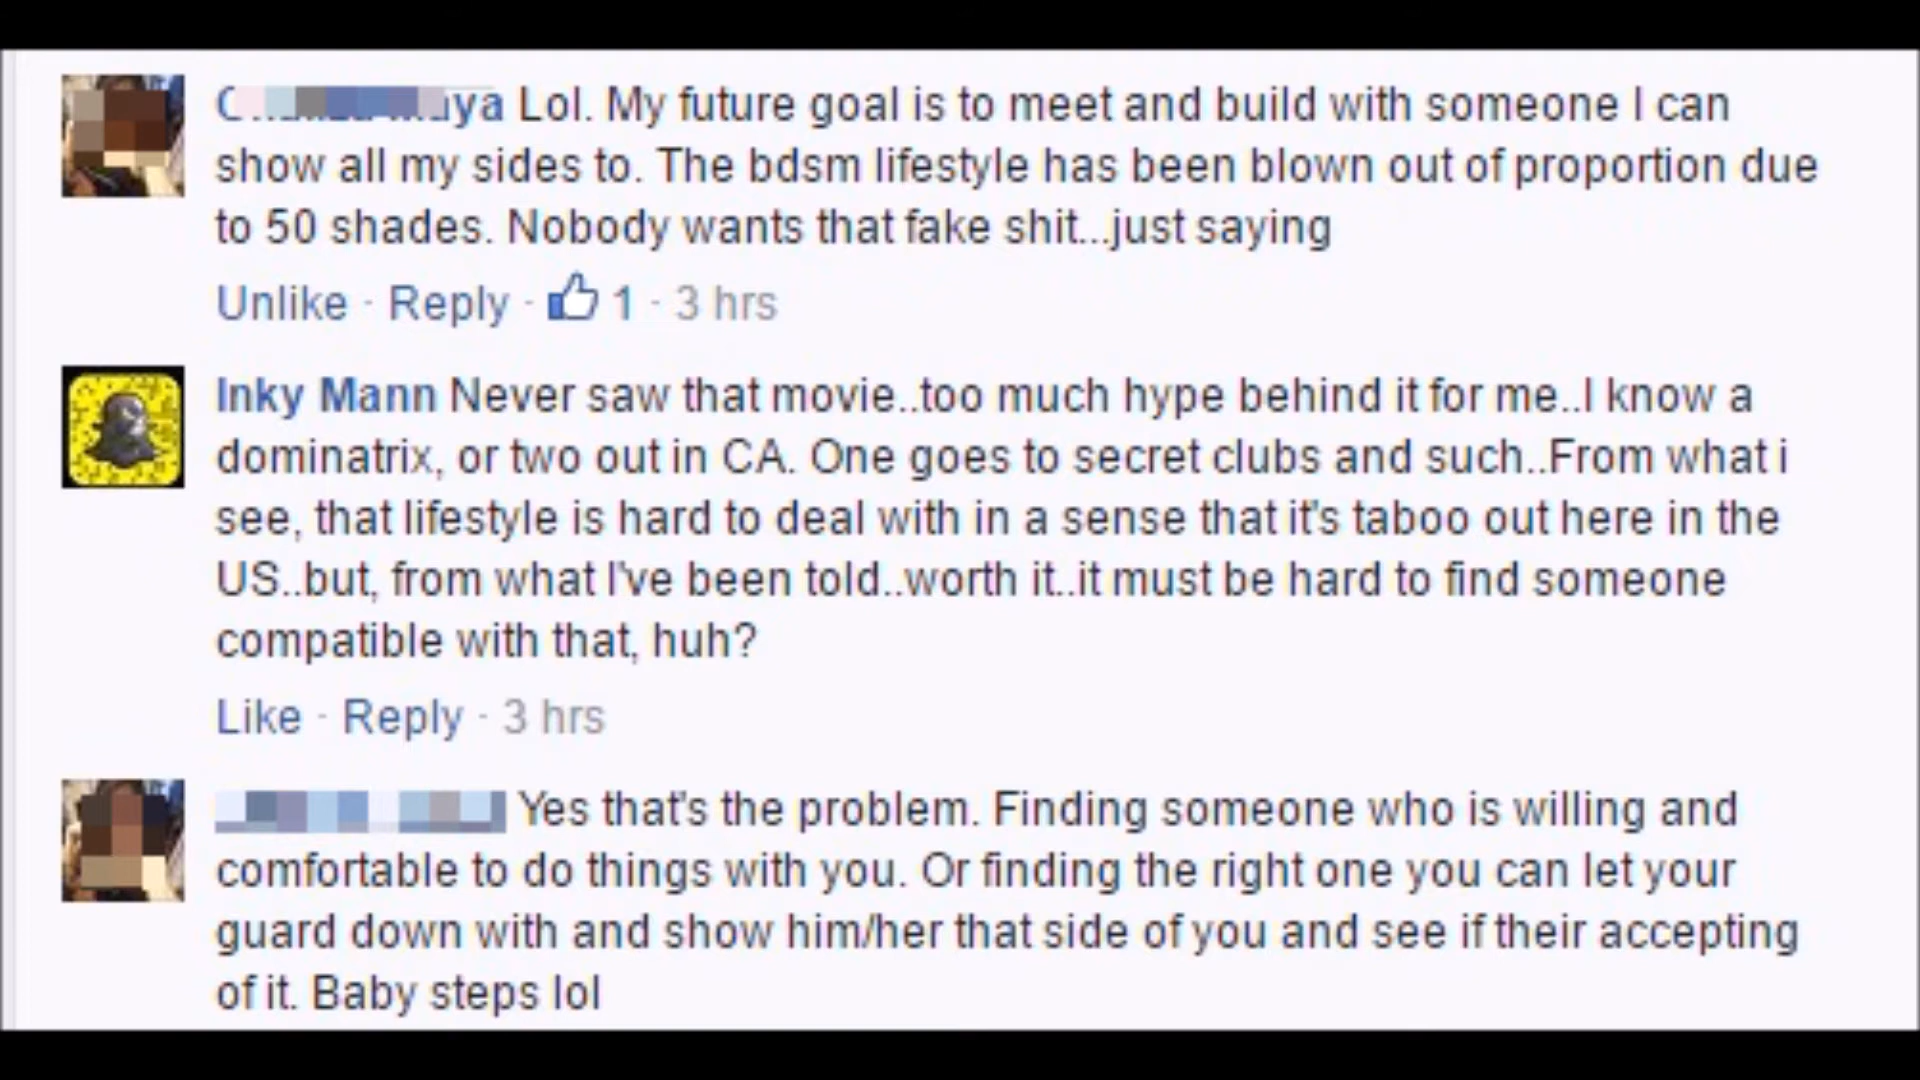 Lol. My future goal is to meet and build with someone I can
show all my sides to. The bdsm lifestyle has been blown out of proportion due
to 50 shades. Nobody wants that fake shit...just saying
Unlike · Reply · 1 · 3 hrs
Inky Mann Never saw that movie..too much hype behind it for me..I know a
dominatrix, or two out in CA. One goes to secret clubs and such..From what i
see, that lifestyle is hard to deal with in a sense that it's taboo out here in the
US..but, from what I've been told..worth it..it must be hard to find someone
compatible with that, huh?
Like · Reply · 3 hrs
Yes that's the problem. Finding someone who is willing and
comfortable to do things with you. Or finding the right one you can let your
guard down with and show him/her that side of you and see if their accepting
of it. Baby steps lol